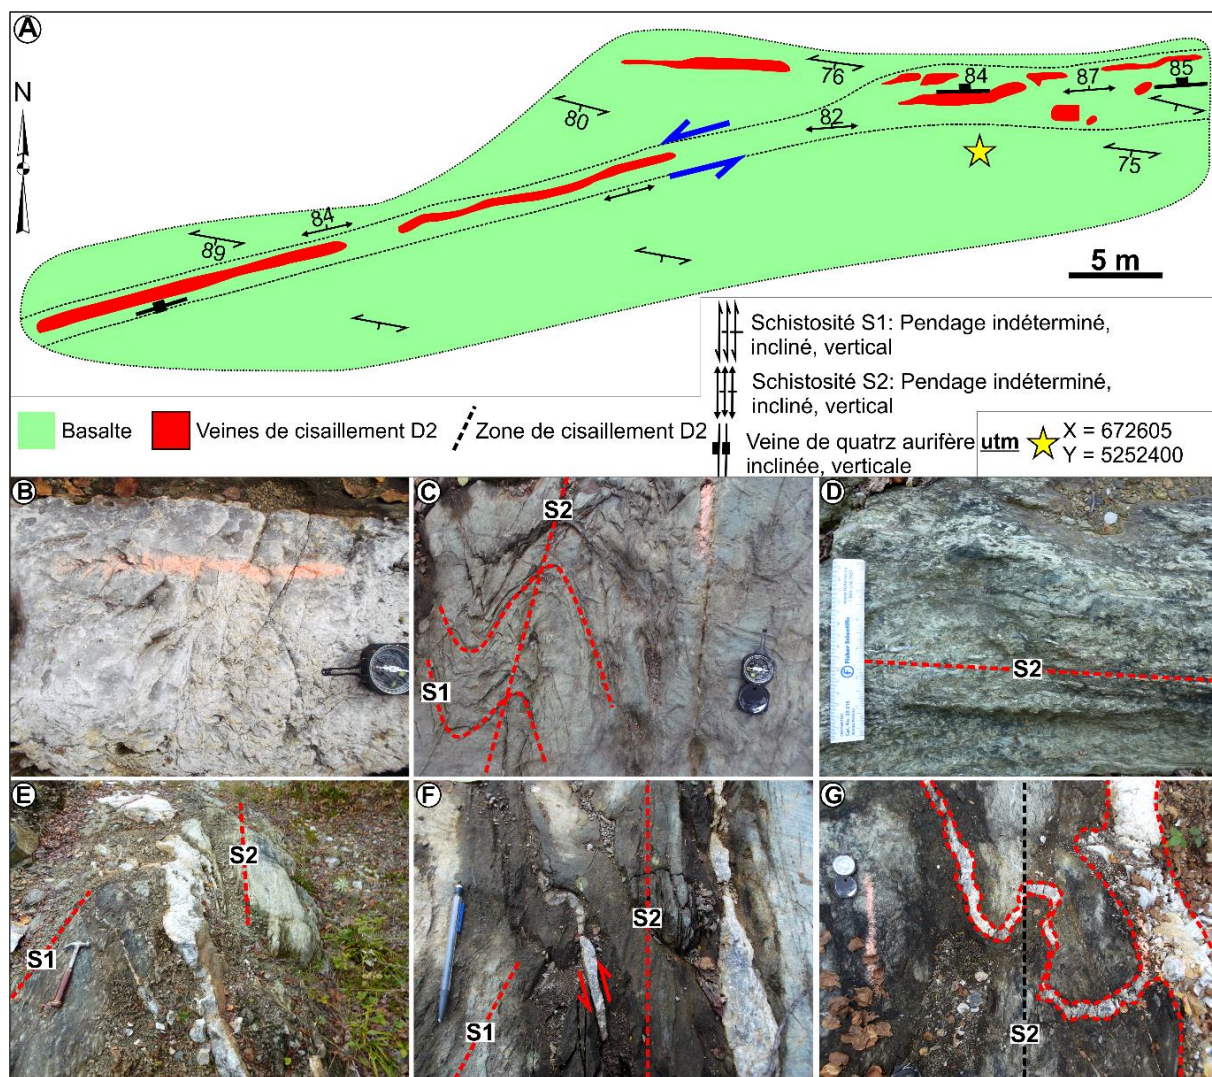 A
N
76
84
87
85
80
82
75
84
89
5 m
Schistosité S1: Pendage indéterminé,
incliné, vertical
Schistosité S2: Pendage indéterminé,
incliné, vertical
Basalte
Veines de cisaillement D2
Zone de cisaillement D2
Veine de quatrz aurifère
inclinée, verticale
utm
X = 672605
Y = 5252400
B
C
S2
S1
D
Fisher Scientific
S2
E
S2
S1
F
S2
S1
G
S2